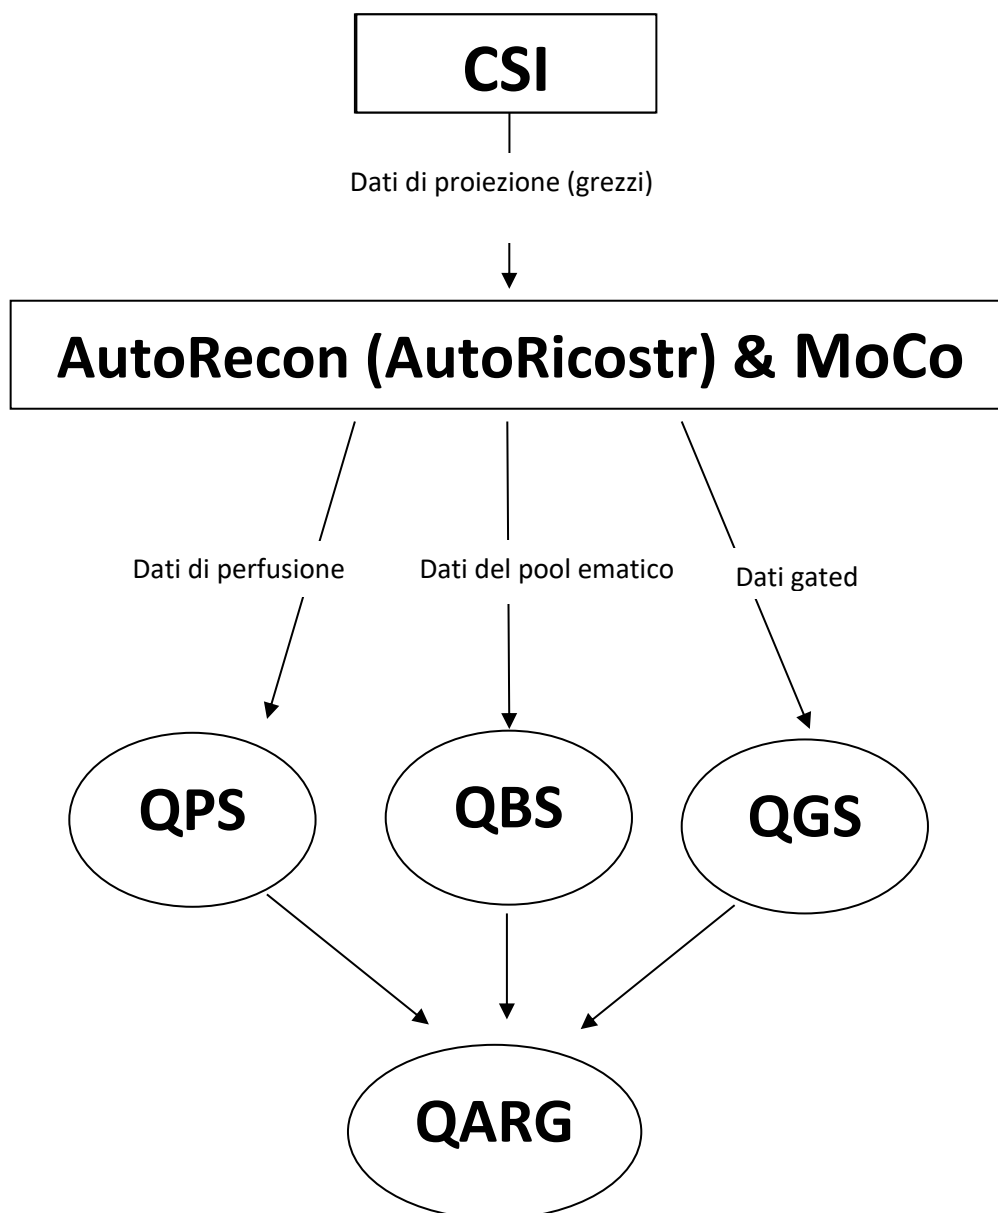 CSI
Dati di proiezione (grezzi)
AutoRecon (AutoRicostr) & MoCo
Dati di perfusione
Dati del pool ematico
Dati gated
QPS
QBS
QGS
QARG